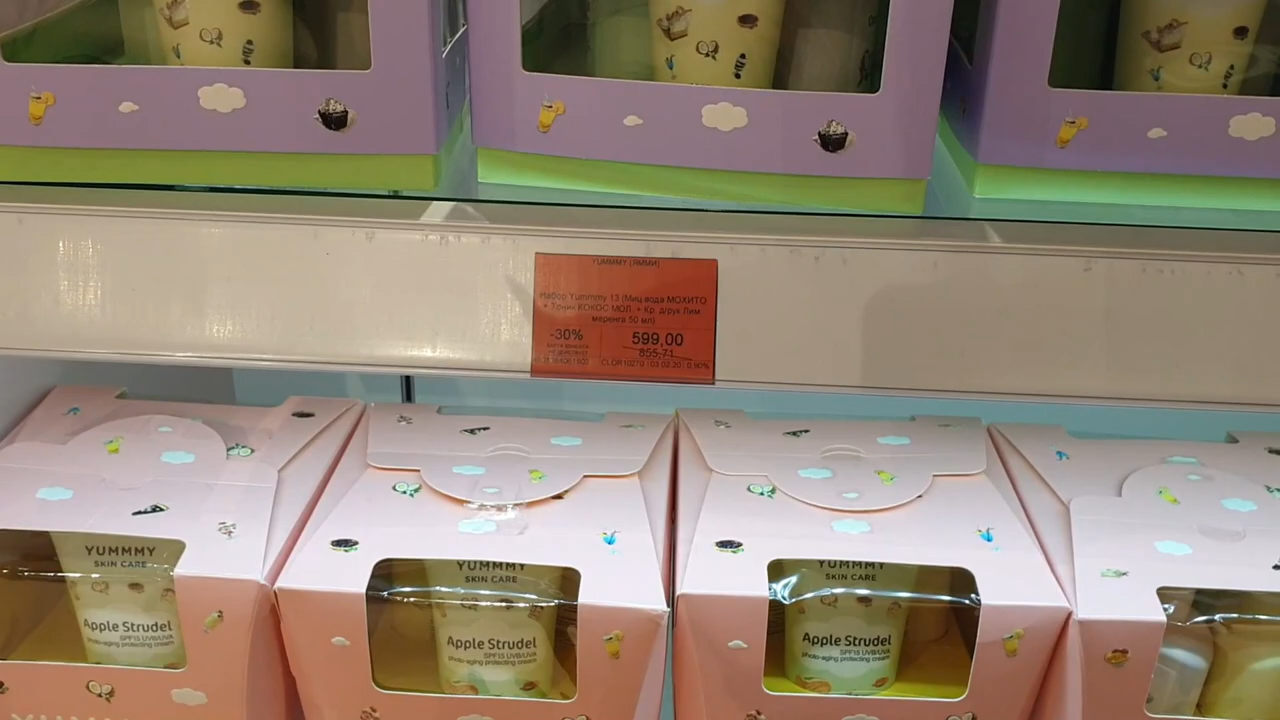 YUMMMY [ЯММИ]
Набор Yummmy 13 (Миц вода МОХИТО
+ Тоник КОКОС МОЛ. + Кр. д/рук Лим.
меренга 50 мл)
-30%
599,00
855,71
CLOR10270 | 03.02.20 | 0,90%
YUMMMY
SKIN CARE
Apple Strudel
SPF15 UVB/UVA
photo-aging protecting cream
YUMMMY
SKIN CARE
Apple Strudel
SPF15 UVB/UVA
photo-aging protecting cream
YUMMMY
SKIN CARE
Apple Strudel
SPF15 UVB/UVA
photo-aging protecting cream